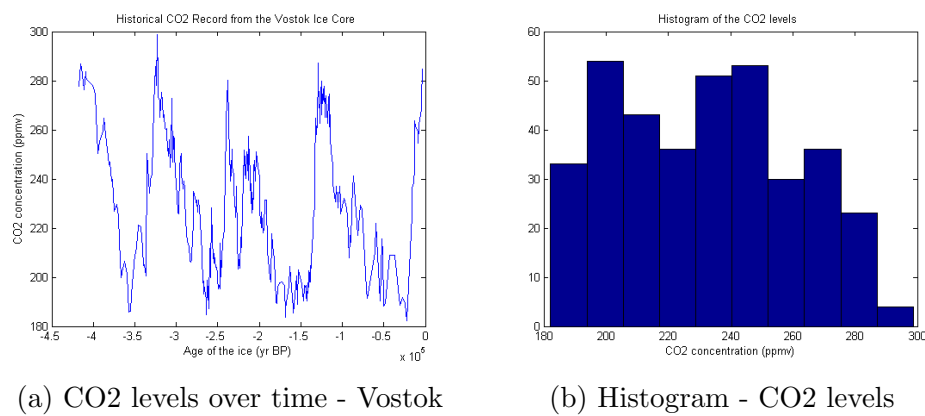 Historical CO2 Record from the Vostok Ice Core
300
280
260
240
220
200
180
CO2 concentration (ppmv)
-4.5 -4 -3.5 -3 -2.5 -2 -1.5 -1 -0.5 0
Age of the ice (yr BP)
x 10^5
Histogram of the CO2 levels
60
50
40
30
20
10
0
180 200 220 240 260 280 300
CO2 concentration (ppmv)
(a) CO2 levels over time - Vostok
(b) Histogram - CO2 levels